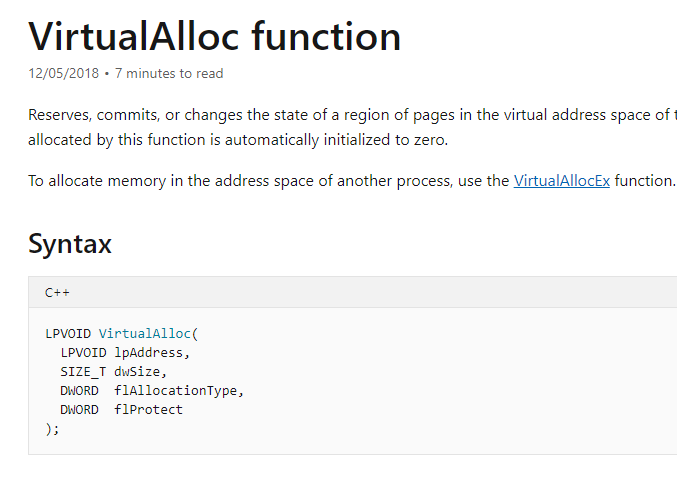 VirtualAlloc function
12/05/2018 • 7 minutes to read
Reserves, commits, or changes the state of a region of pages in the virtual address space of
allocated by this function is automatically initialized to zero.
To allocate memory in the address space of another process, use the VirtualAllocEx function.
Syntax
C++
LPVOID VirtualAlloc(
  LPVOID lpAddress,
  SIZE_T dwSize,
  DWORD  flAllocationType,
  DWORD  flProtect
);